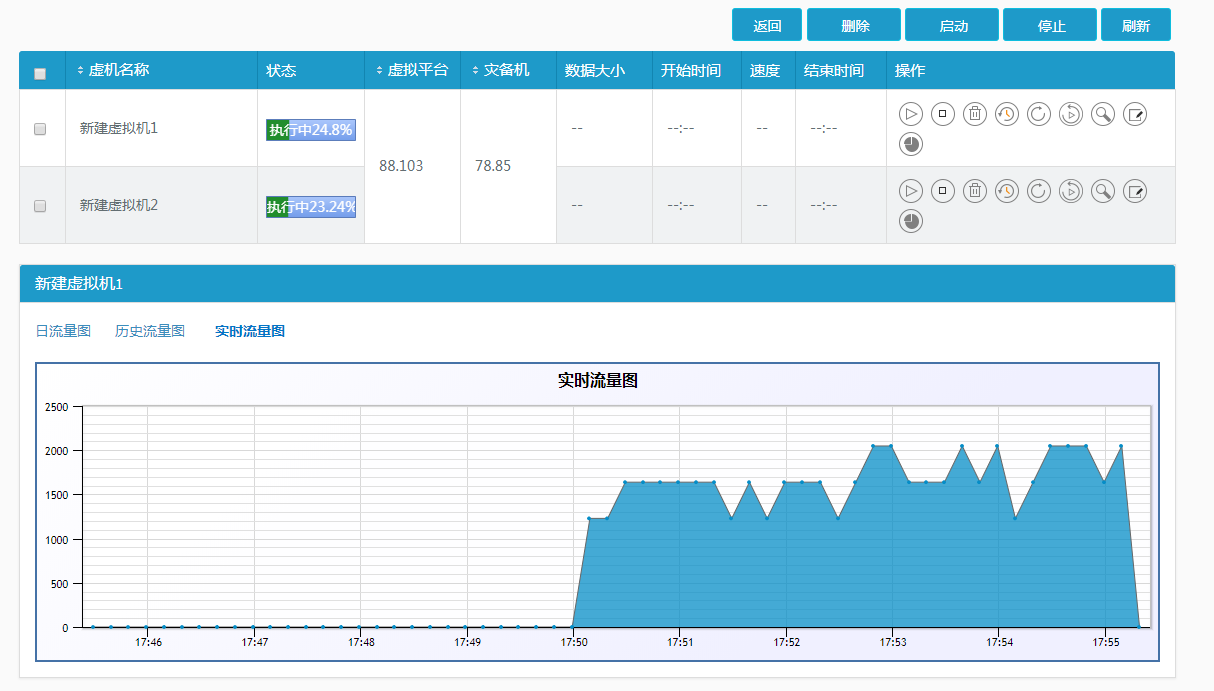 返回 删除 启动 停止 刷新
虚机名称 状态 虚拟平台 灾备机 数据大小 开始时间 速度 结束时间 操作
新建虚拟机1 执行中24.8% -- --:-- -- --:--
88.103 78.85
新建虚拟机2 执行中23.24% -- --:-- -- --:--
新建虚拟机1
日流量图 历史流量图 实时流量图
实时流量图
2500
2000
1500
1000
500
0
17:46 17:47 17:48 17:49 17:50 17:51 17:52 17:53 17:54 17:55